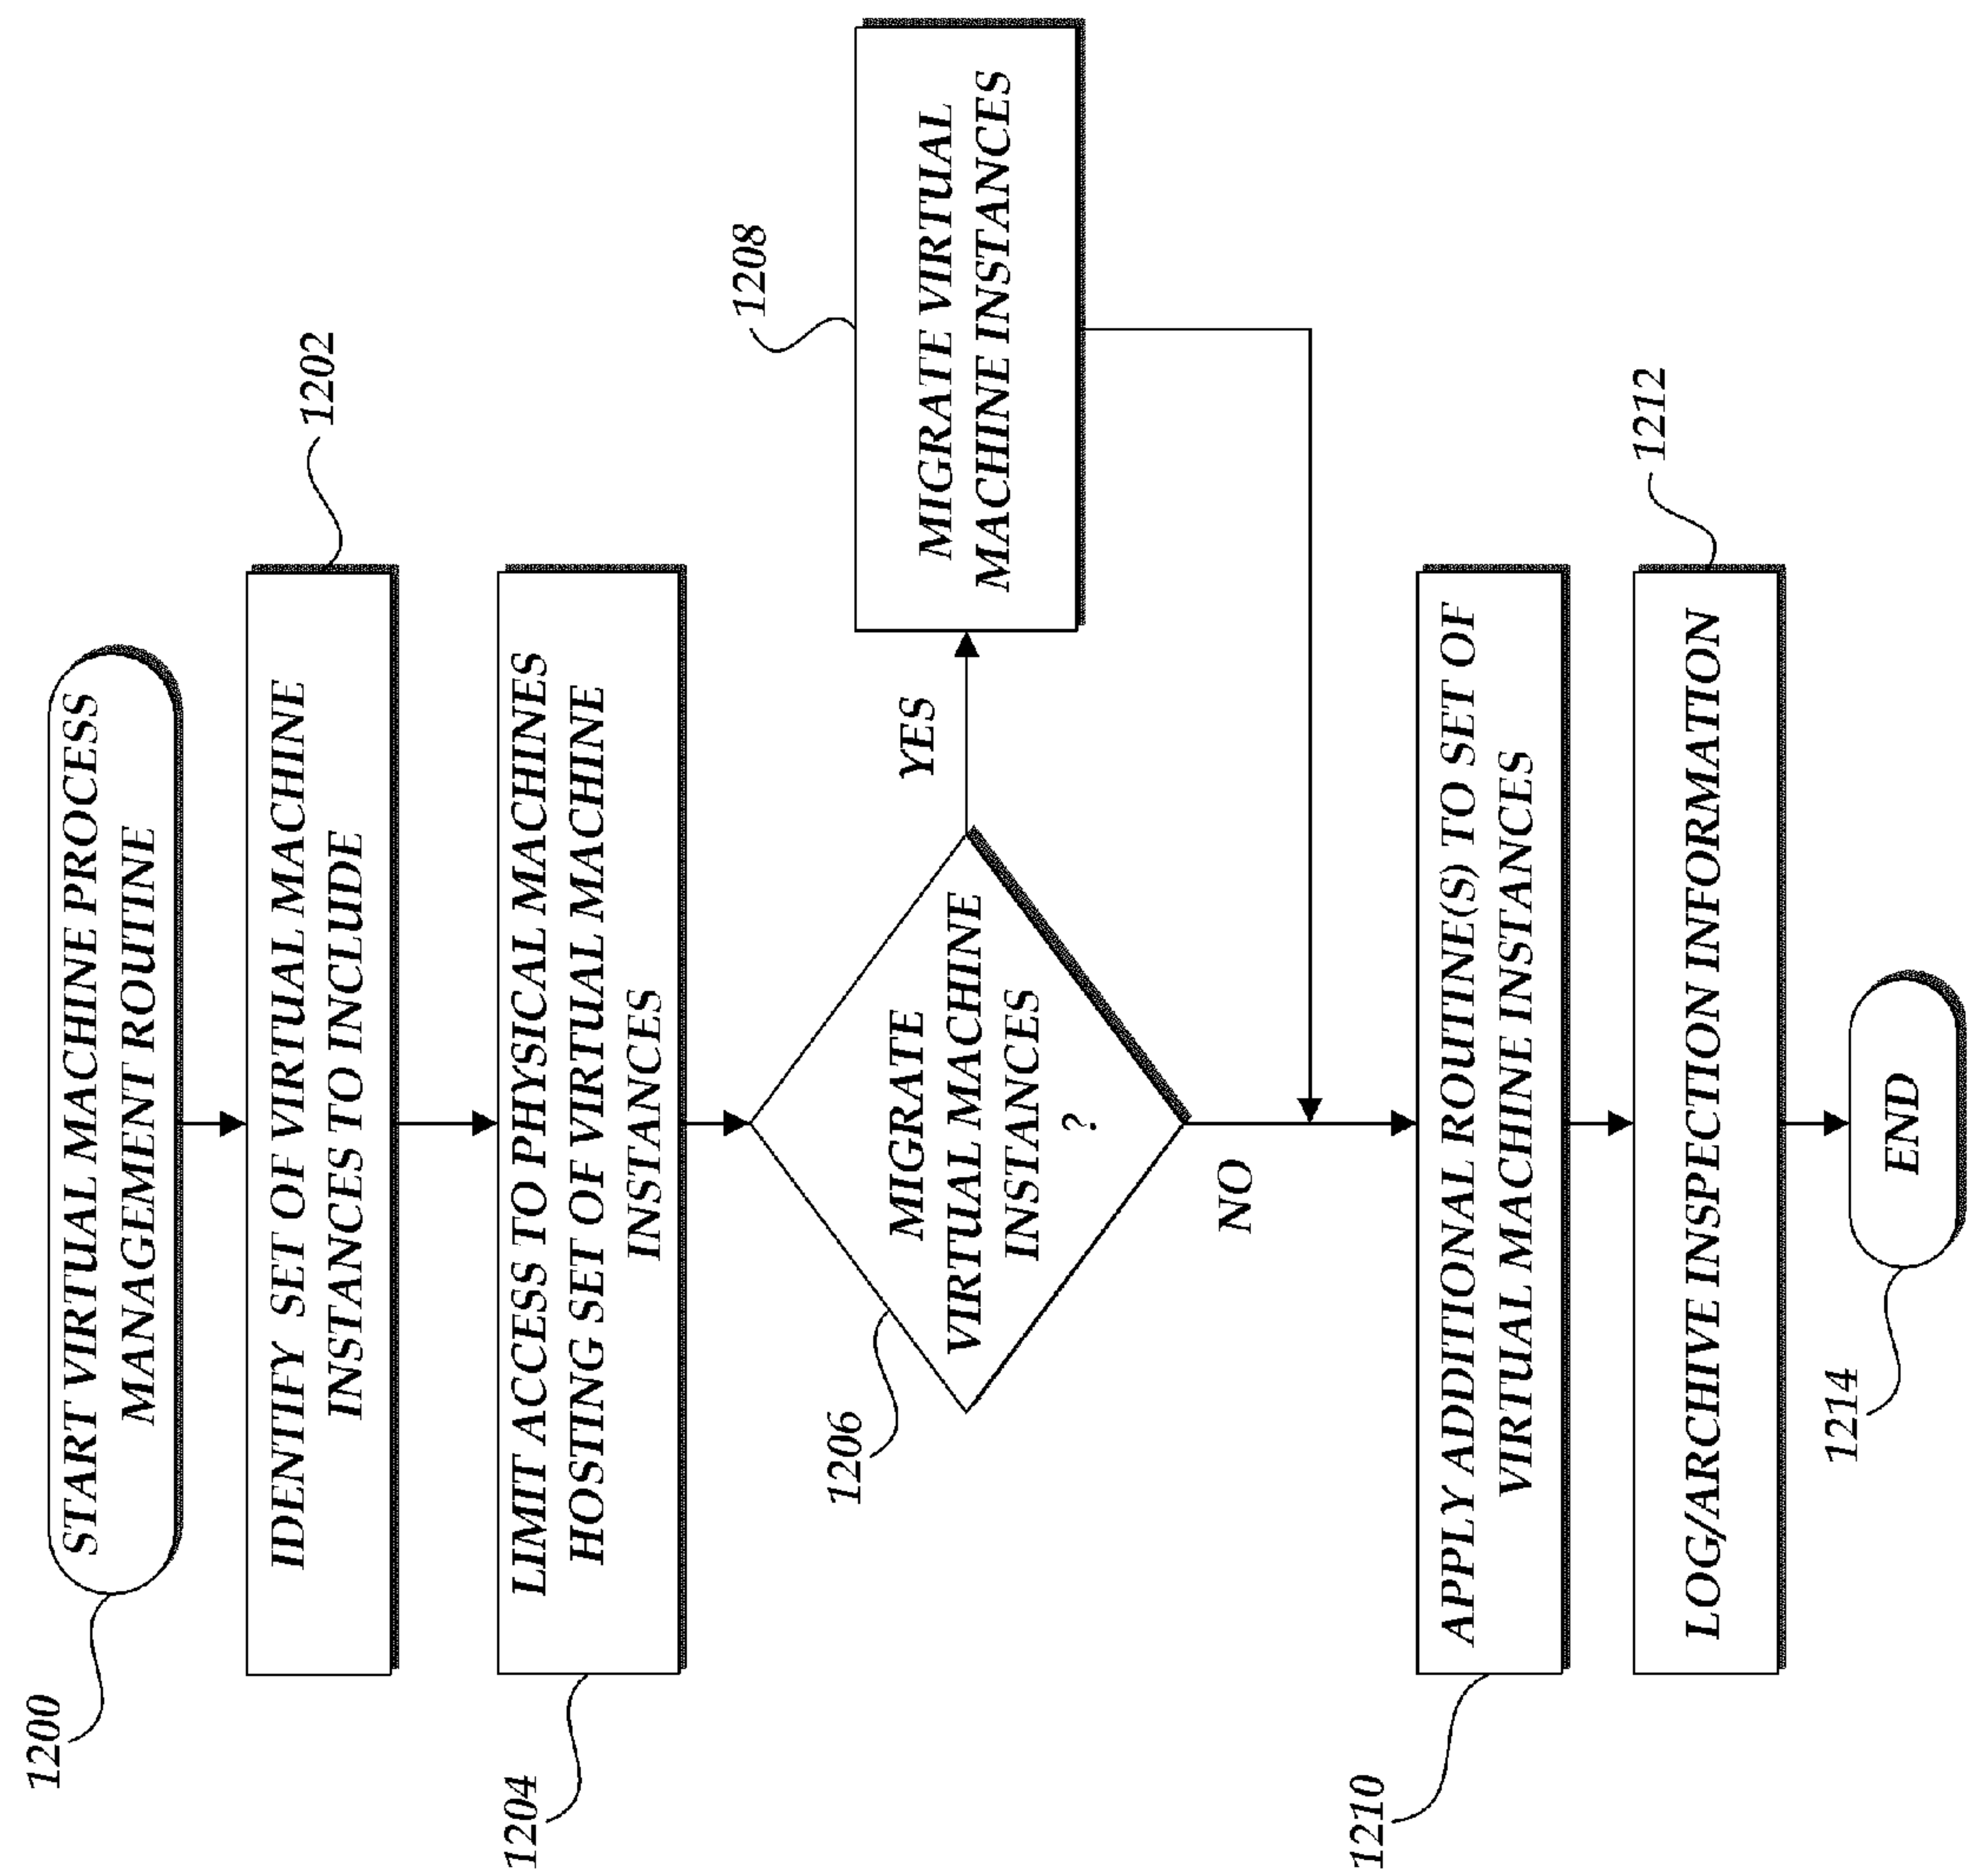 1200
START VIRTUAL MACHINE PROCESS
MANAGEMENT ROUTINE
1202
IDENTIFY SET OF VIRTUAL MACHINE
INSTANCES TO INCLUDE
1204
LIMIT ACCESS TO PHYSICAL MACHINES
HOSTING SET OF VIRTUAL MACHINE
INSTANCES
1206
MIGRATE
VIRTUAL MACHINE
INSTANCES
?
YES
1208
MIGRATE VIRTUAL
MACHINE INSTANCES
NO
1210
APPLY ADDITIONAL ROUTINE(S) TO SET OF
VIRTUAL MACHINE INSTANCES
1212
LOG/ARCHIVE INSPECTION INFORMATION
1214
END